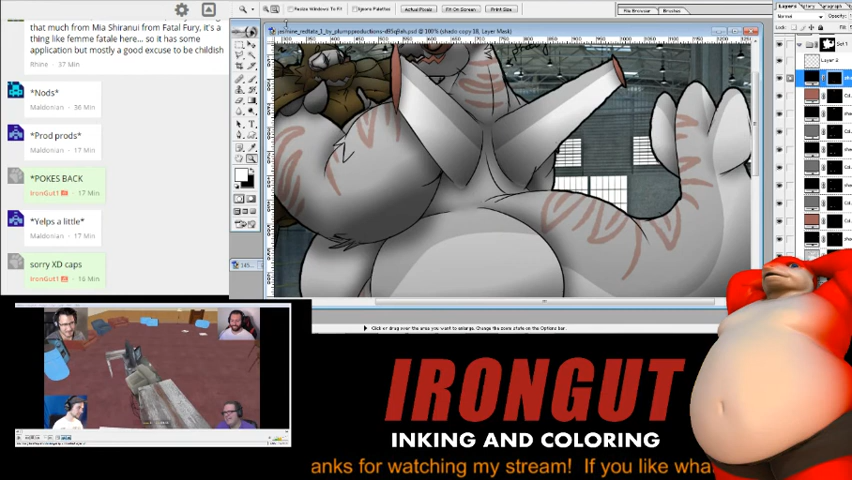 that much from Mia Shiranui from Fatal Fury, it's a
thing like femme fatale here... so it has some
application but mostly a good excuse to be childish
Rhino · 37 Min
*Nods*
Maldonian · 36 Min
*Prod prods*
Maldonian · 17 Min
*POKES BACK
IronGut1 · 17 Min
*Yelps a little*
Maldonian · 17 Min
sorry XD caps
IronGut1 · 16 Min
Resize Windows To Fit
Ignore Palettes
Actual Pixels
Fit On Screen
Print Size
File Browser
Brushes
Layers
Layer 2
Click or drag over the area you want to enlarge. Change the zoom state on the Options bar.
IRONGUT
INKING AND COLORING
anks for watching my stream! If you like wha